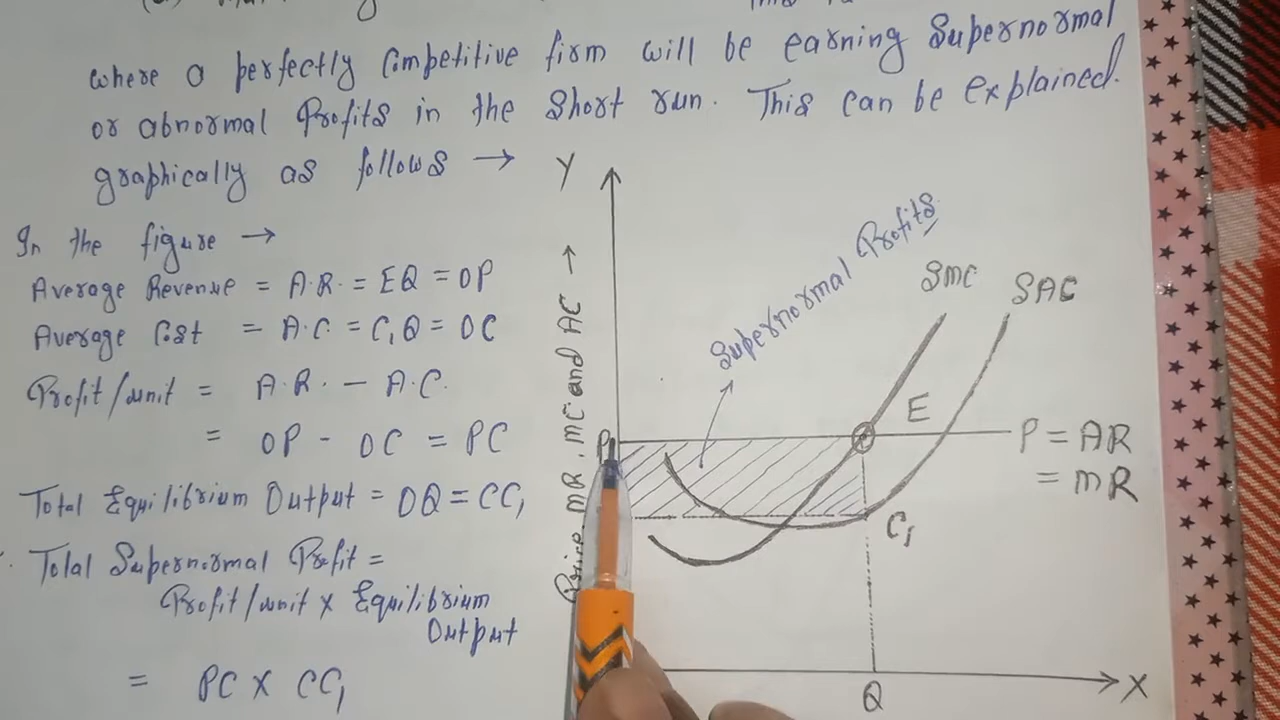 where a perfectly Competitive firm will be earning Supernormal
or abnormal Profits in the Short run. This can be explained.
graphically as follows →
In the figure →
Average Revenue = A.R. = EQ = OP
Average Cost = A.C. = C₁Q = OC
Profit/unit = A.R. - A.C.
= OP - OC = PC
Total Equilibrium Output = OQ = CC₁
Total Supernormal Profit =
Profit/unit x Equilibrium
Output
= PC X CC₁
Y
Price, MR, MC and AC →
Supernormal Profits
SMC
SAC
E
P
P = AR
= MR
C₁
Q
X